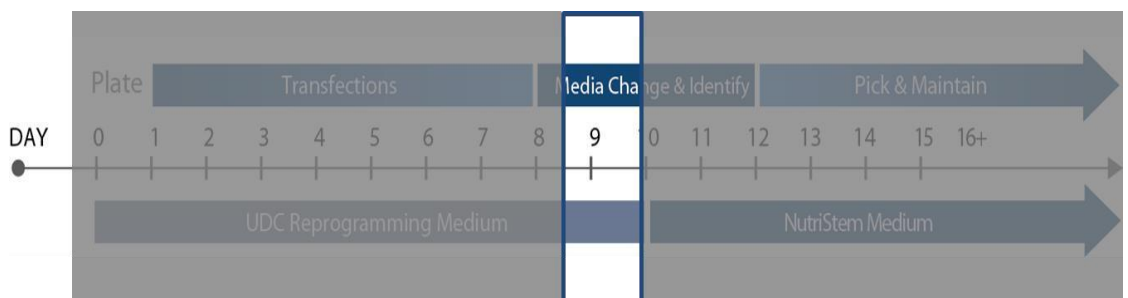 Plate Transfections Media Change & Identify Pick & Maintain
DAY 0 1 2 3 4 5 6 7 8 9 10 11 12 13 14 15 16+
UDC Reprogramming Medium NutriStem Medium